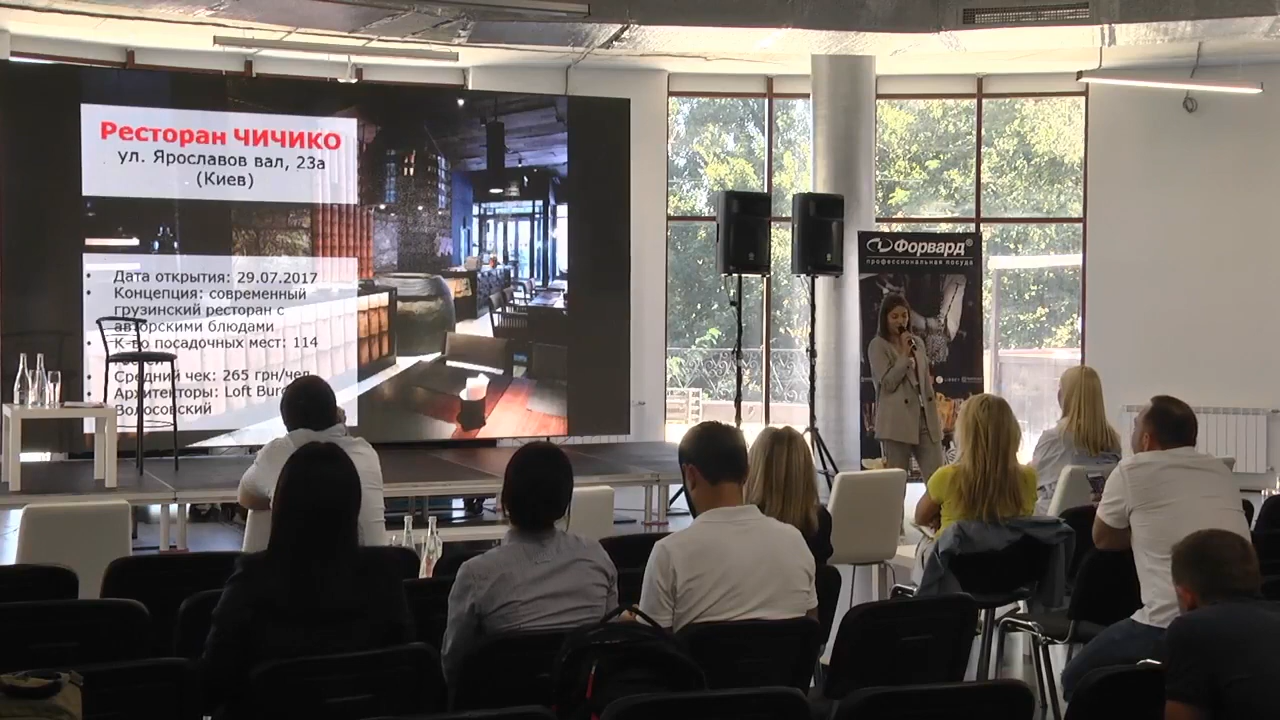 Ресторан ЧИЧИКО
ул. Ярославов вал, 23а
(Киев)
Дата открытия: 29.07.2017
Концепция: современный
грузинский ресторан с
авторскими блюдами
К-во посадочных мест: 114
гостей
Средний чек: 265 грн/чел
Архитекторы: Loft Buro
Волосовский
Форвард®
профессиональная посуда